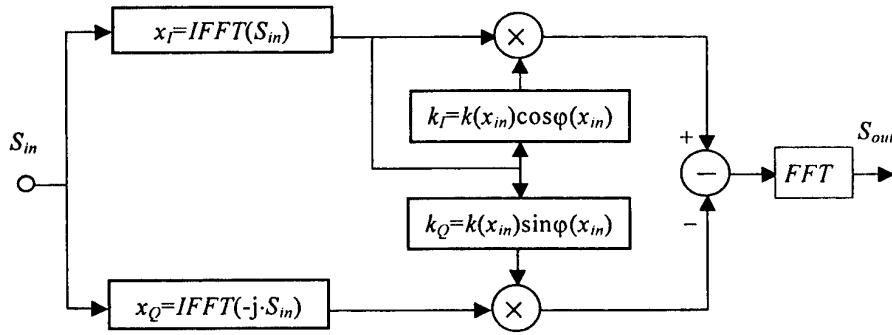 x_I=IFFT(S_in)
×
k_I=k(x_in)cosφ(x_in)
S_in
+
S_out
−
FFT
k_Q=k(x_in)sinφ(x_in)
−
x_Q=IFFT(-j·S_in)
×